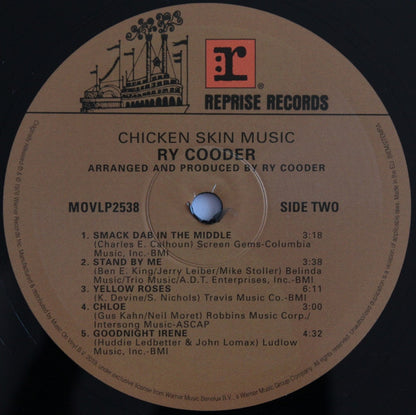 r
®
REPRISE RECORDS
CHICKEN SKIN MUSIC
RY COODER
ARRANGED AND PRODUCED BY RY COODER
MOVLP2538
SIDE TWO
1. SMACK DAB IN THE MIDDLE 3:18
(Charles E. Calhoun) Screen Gems-Columbia
Music, Inc.-BMI
2. STAND BY ME 3:38
(Ben E. King/Jerry Leiber/Mike Stoller) Belinda
Music/Trio Music/A.D.T. Enterprises, Inc.-BMI
3. YELLOW ROSES 6:11
(K. Devine/S. Nichols) Travis Music Co.-BMI
4. CHLOE 3:00
(Gus Kahn/Neil Moret) Robbins Music Corp./
Intersong Music-ASCAP
5. GOODNIGHT IRENE 4:32
(Huddie Ledbetter & John Lomax) Ludlow
Music, Inc.-BMI